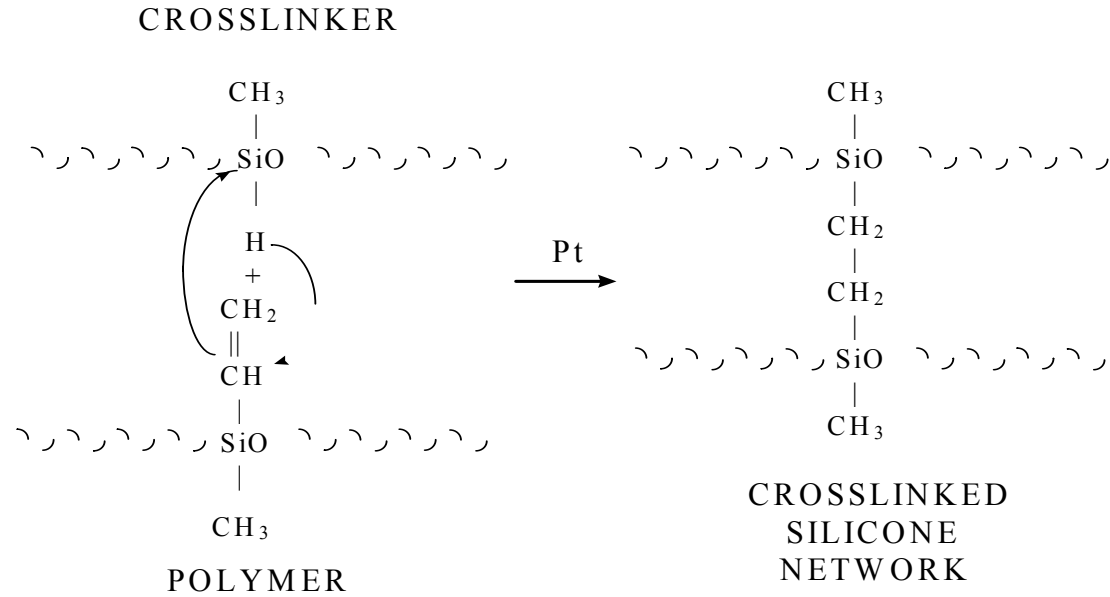 CROSSLINKER
CH3
SiO
H
+
CH2
CH
SiO
CH3
POLYMER
Pt
CH3
SiO
CH2
CH2
SiO
CH3
CROSSLINKED
SILICONE
NETWORK